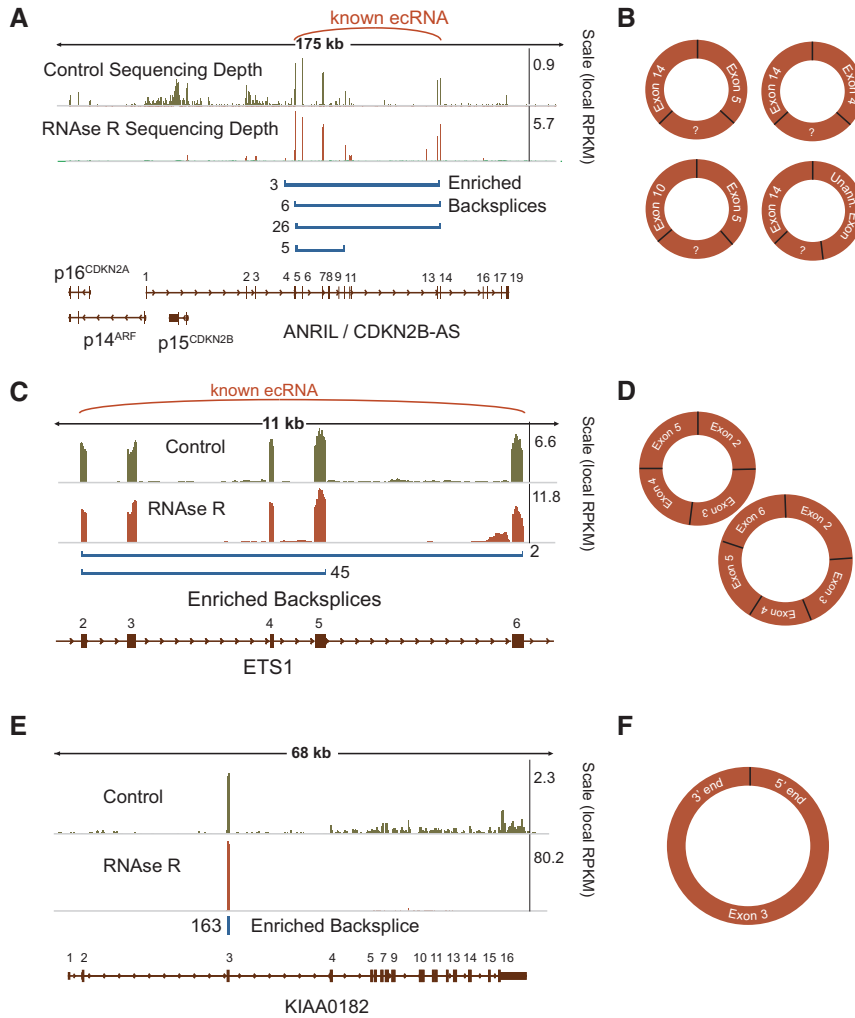 A
known ecRNA
175 kb
Control Sequencing Depth
0.9
RNAse R Sequencing Depth
5.7
Scale (local RPKM)
3
Enriched
6
Backsplices
26
5
p16CDKN2A
1 2 3 4 5 6 7 8 9 11 13 14 16 17 19
p14ARF
p15CDKN2B
ANRIL / CDKN2B-AS
B
Exon 14
Exon 5
?
Exon 14
Exon 4
?
Exon 10
Exon 5
?
Exon 14
Unann. Exon
?
C
known ecRNA
11 kb
Control
6.6
RNAse R
11.8
Scale (local RPKM)
2
45
Enriched Backsplices
2 3 4 5 6
ETS1
D
Exon 5
Exon 2
Exon 4
Exon 3
Exon 6
Exon 2
Exon 5
Exon 3
Exon 4
E
68 kb
Control
2.3
RNAse R
80.2
Scale (local RPKM)
163
Enriched Backsplice
1 2 3 4 5 7 9 10 11 13 14 15 16
KIAA0182
F
3' end
5' end
Exon 3